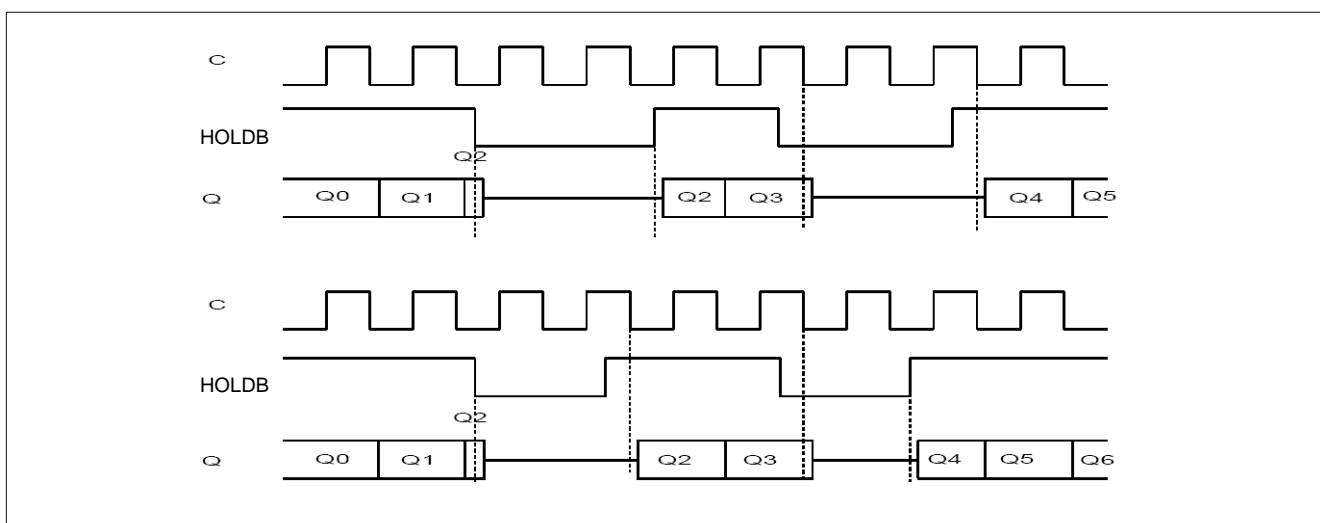 C
HOLDB
Q2
Q Q0 Q1 Q2 Q3 Q4 Q5
C
HOLDB
Q2
Q Q0 Q1 Q2 Q3 Q4 Q5 Q6